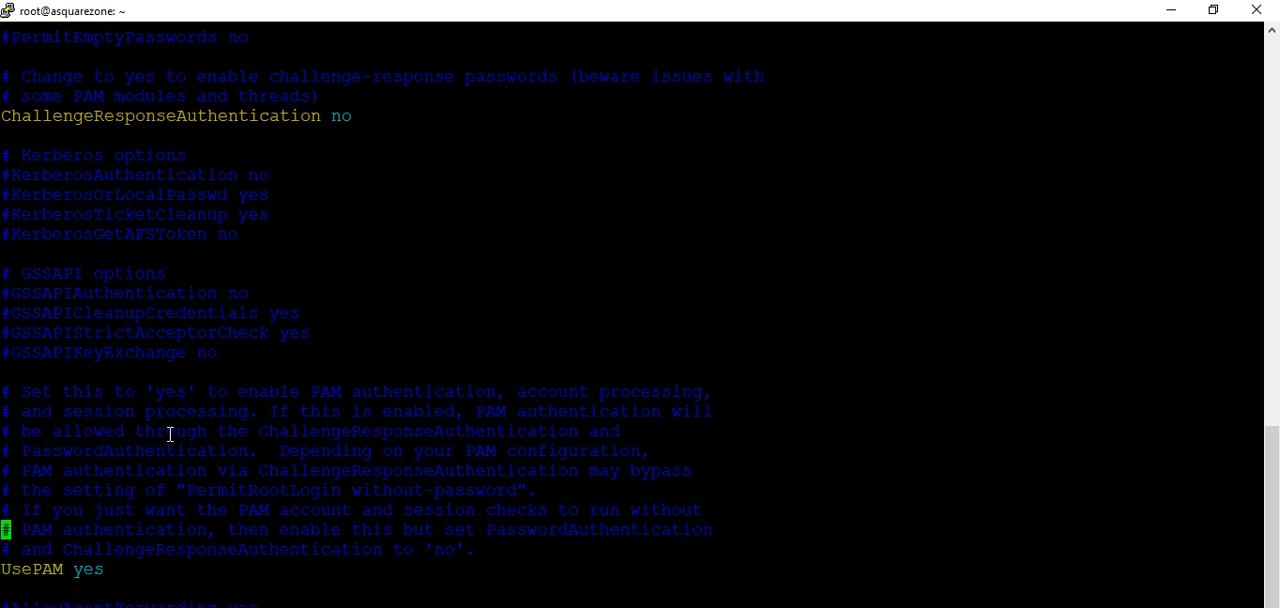 root@asquarezone: ~
#PermitEmptyPasswords no
# Change to yes to enable challenge-response passwords (beware issues with
# some PAM modules and threads)
ChallengeResponseAuthentication no
# Kerberos options
#KerberosAuthentication no
#KerberosOrLocalPasswd yes
#KerberosTicketCleanup yes
#KerberosGetAFSToken no
# GSSAPI options
#GSSAPIAuthentication no
#GSSAPICleanupCredentials yes
#GSSAPIStrictAcceptorCheck yes
#GSSAPIKeyExchange no
# Set this to 'yes' to enable PAM authentication, account processing,
# and session processing. If this is enabled, PAM authentication will
# be allowed through the ChallengeResponseAuthentication and
# PasswordAuthentication.  Depending on your PAM configuration,
# PAM authentication via ChallengeResponseAuthentication may bypass
# the setting of "PermitRootLogin without-password".
# If you just want the PAM account and session checks to run without
# PAM authentication, then enable this but set PasswordAuthentication
# and ChallengeResponseAuthentication to 'no'.
UsePAM yes
#AllowAgentForwarding yes